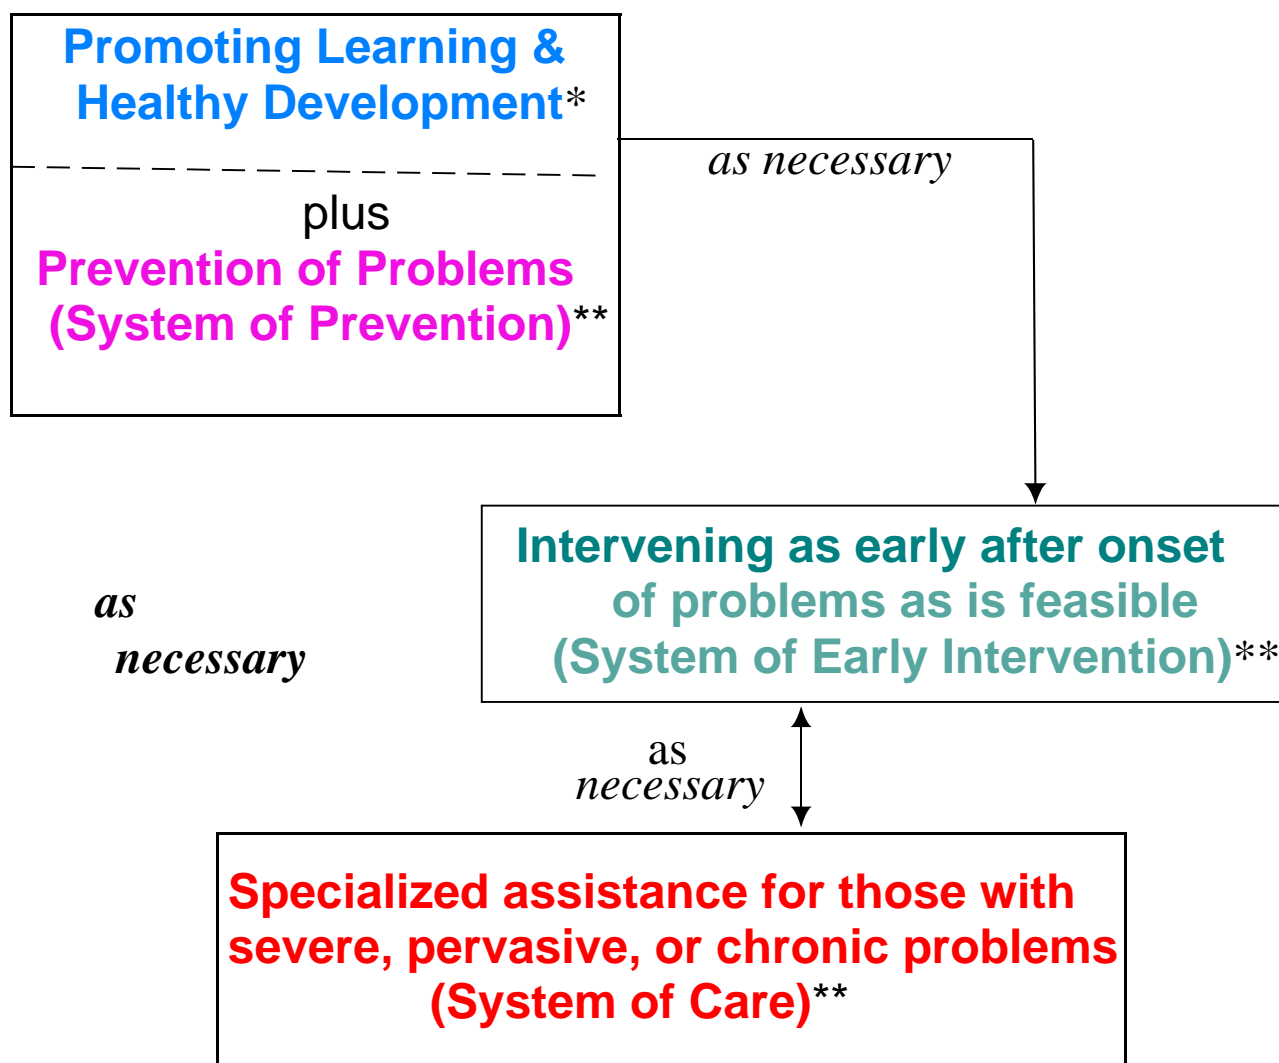 Promoting Learning &
Healthy Development*
as necessary
plus
Prevention of Problems
(System of Prevention)**
Intervening as early after onset
of problems as is feasible
(System of Early Intervention)**
as
necessary
as
necessary
Specialized assistance for those with
severe, pervasive, or chronic problems
(System of Care)**